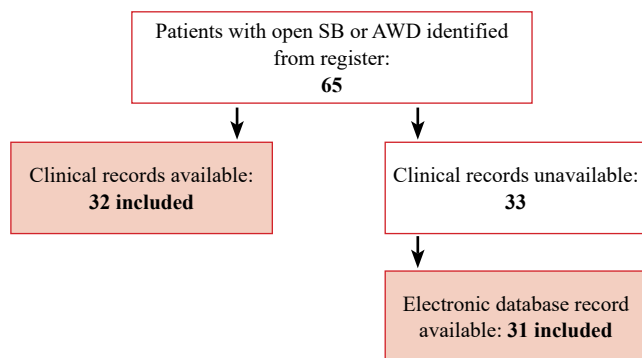 Patients with open SB or AWD identified
from register:
65
Clinical records available:
32 included
Clinical records unavailable:
33
Electronic database record
available: 31 included